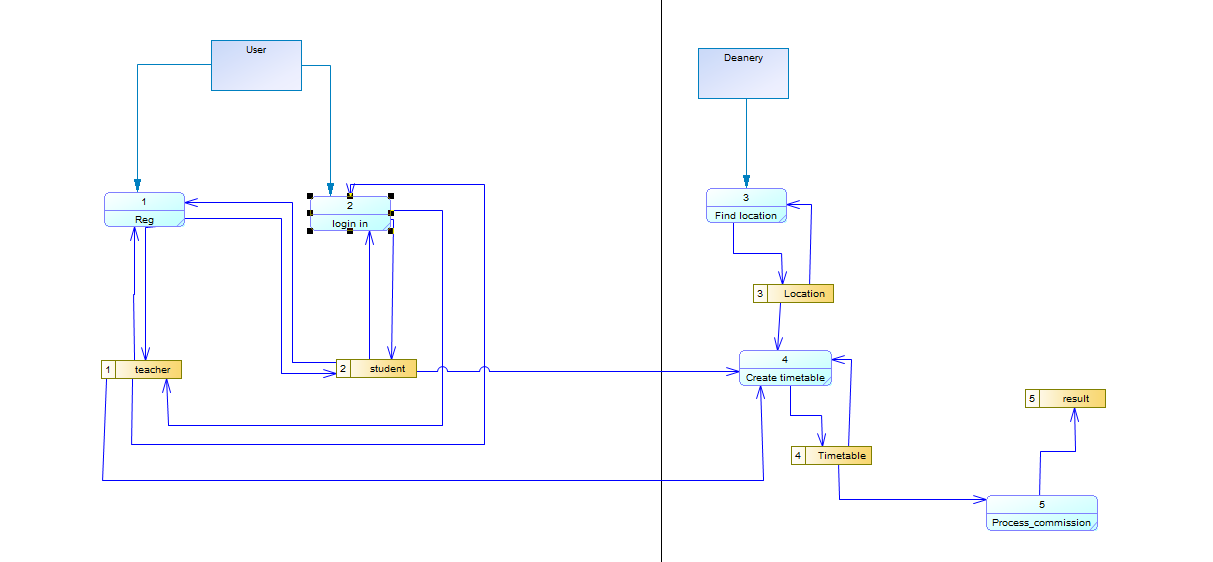 User
Deanery
1
Reg
2
login in
3
Find location
3 Location
1 teacher
2 student
4
Create timetable
5 result
4 Timetable
5
Process_commission